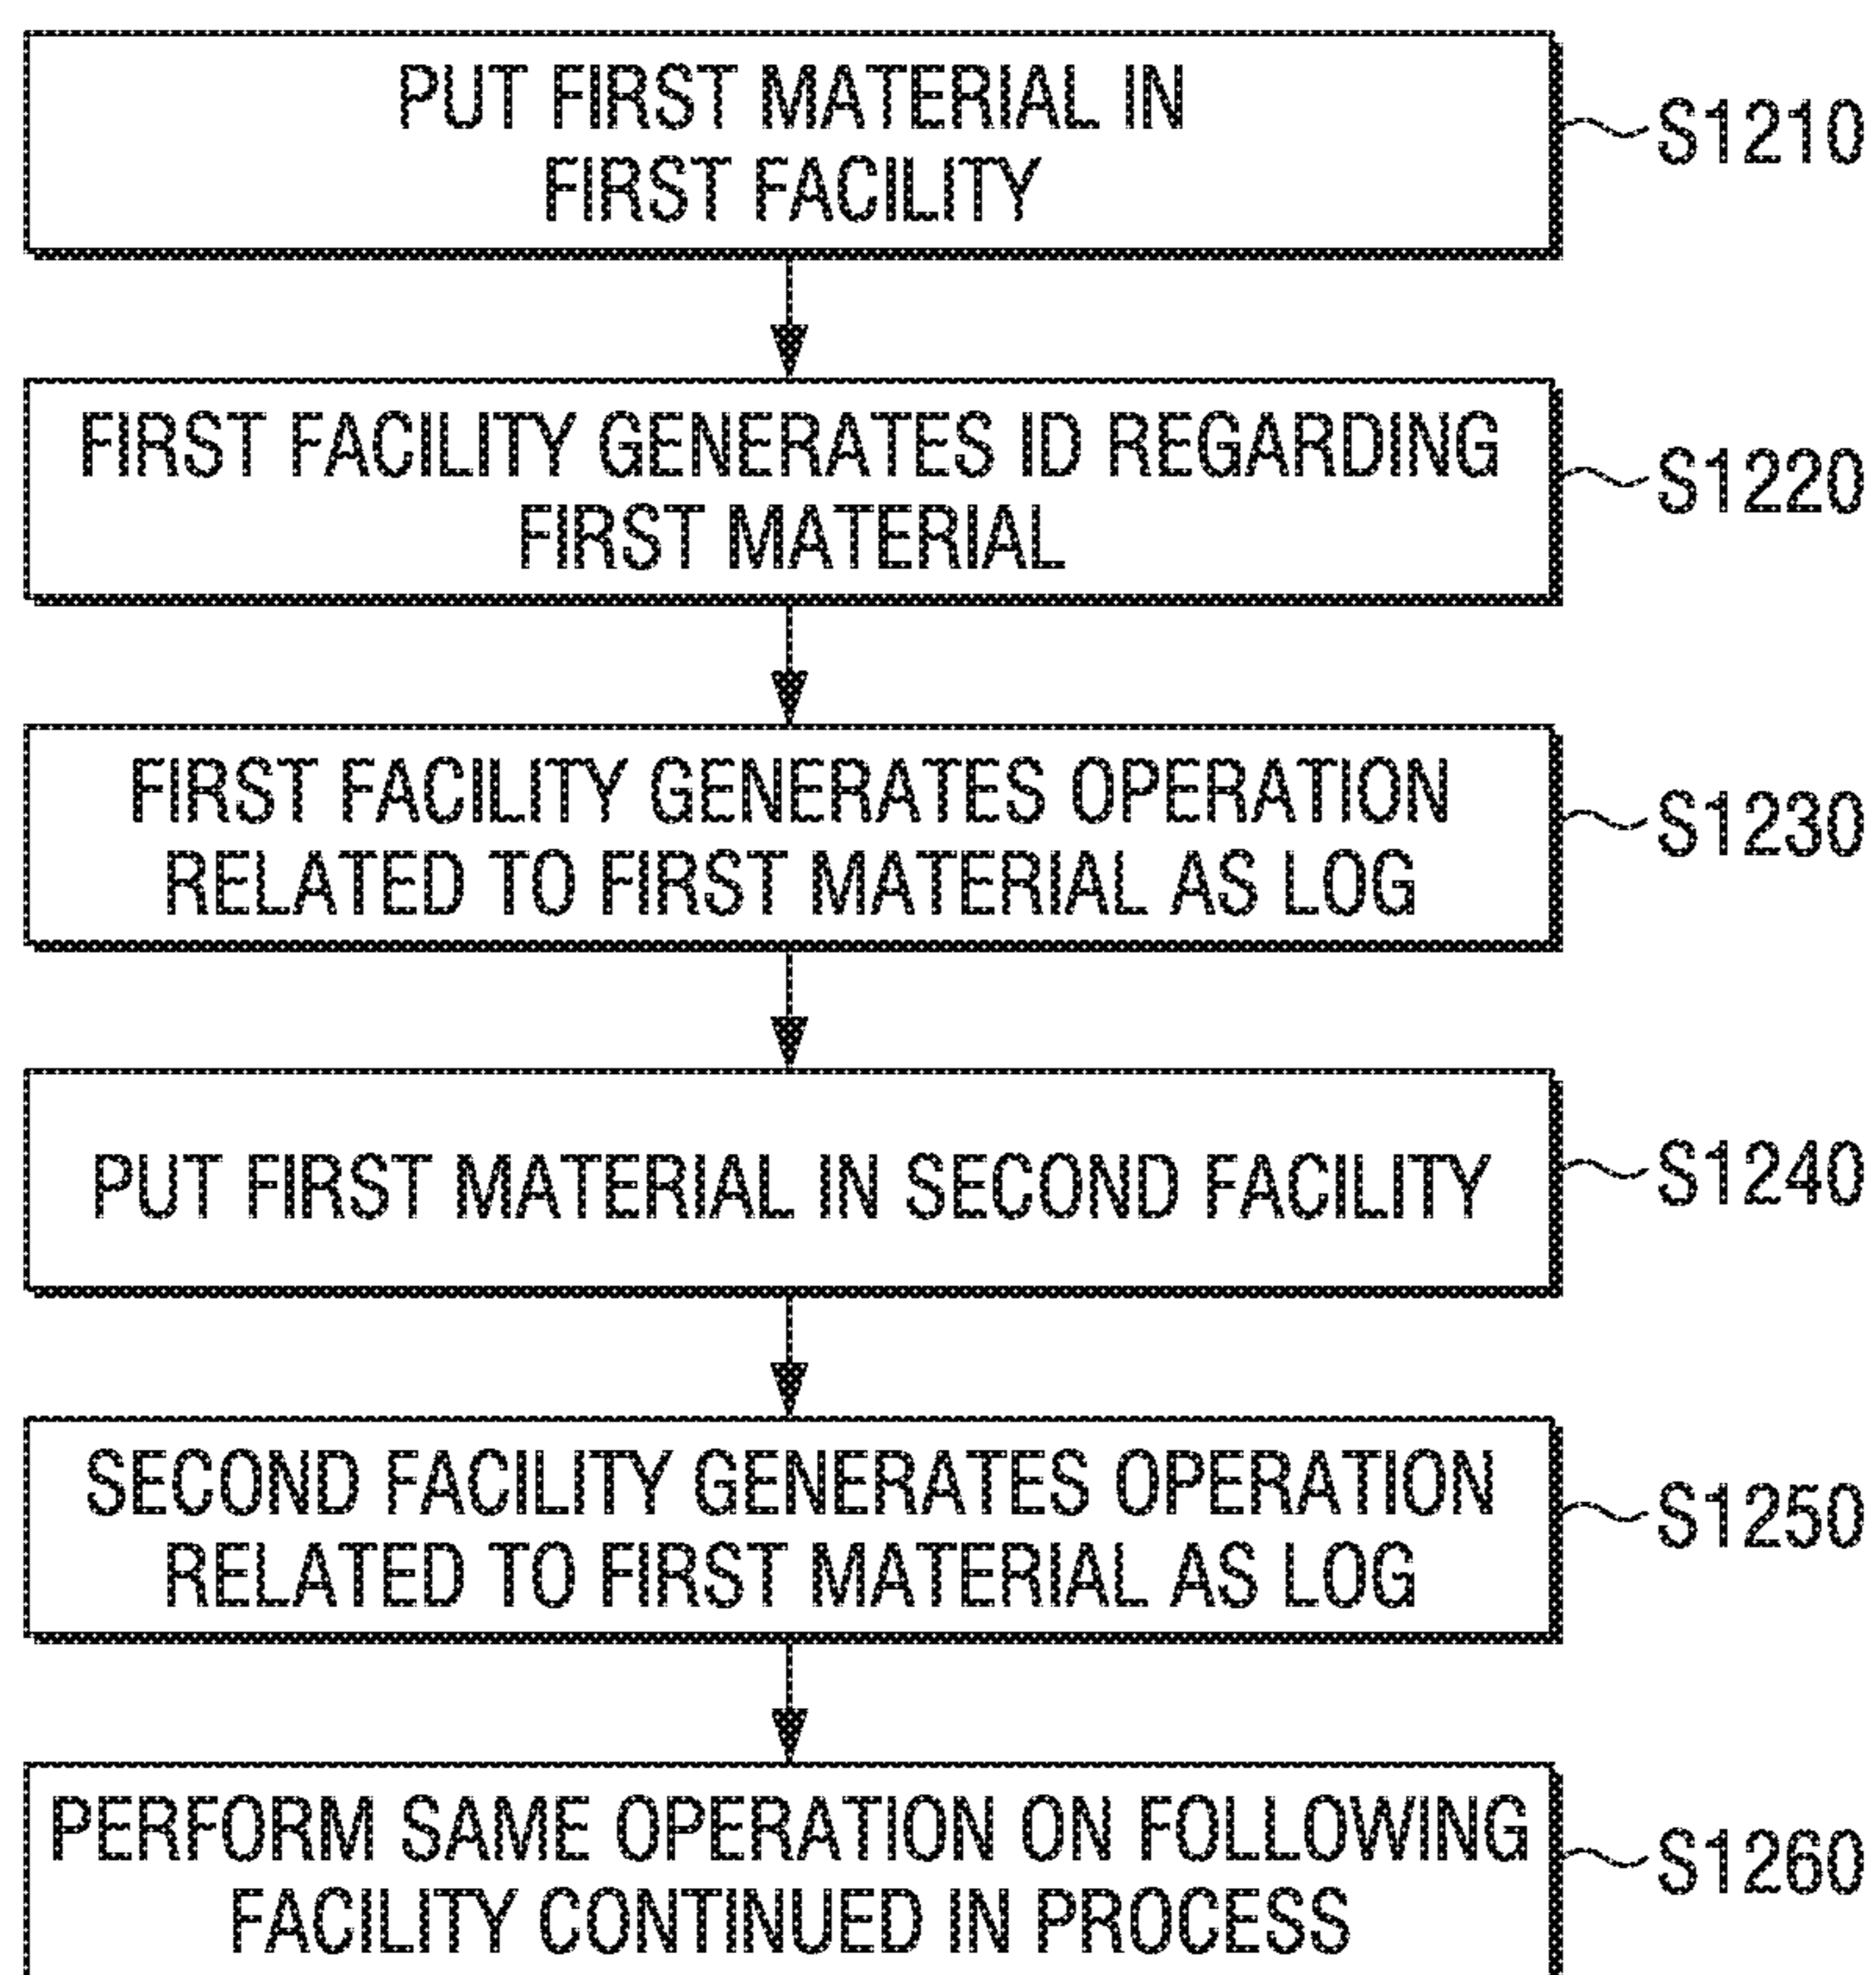 PUT FIRST MATERIAL IN
FIRST FACILITY
S1210
FIRST FACILITY GENERATES ID REGARDING
FIRST MATERIAL
S1220
FIRST FACILITY GENERATES OPERATION
RELATED TO FIRST MATERIAL AS LOG
S1230
PUT FIRST MATERIAL IN SECOND FACILITY
S1240
SECOND FACILITY GENERATES OPERATION
RELATED TO FIRST MATERIAL AS LOG
S1250
PERFORM SAME OPERATION ON FOLLOWING
FACILITY CONTINUED IN PROCESS
S1260